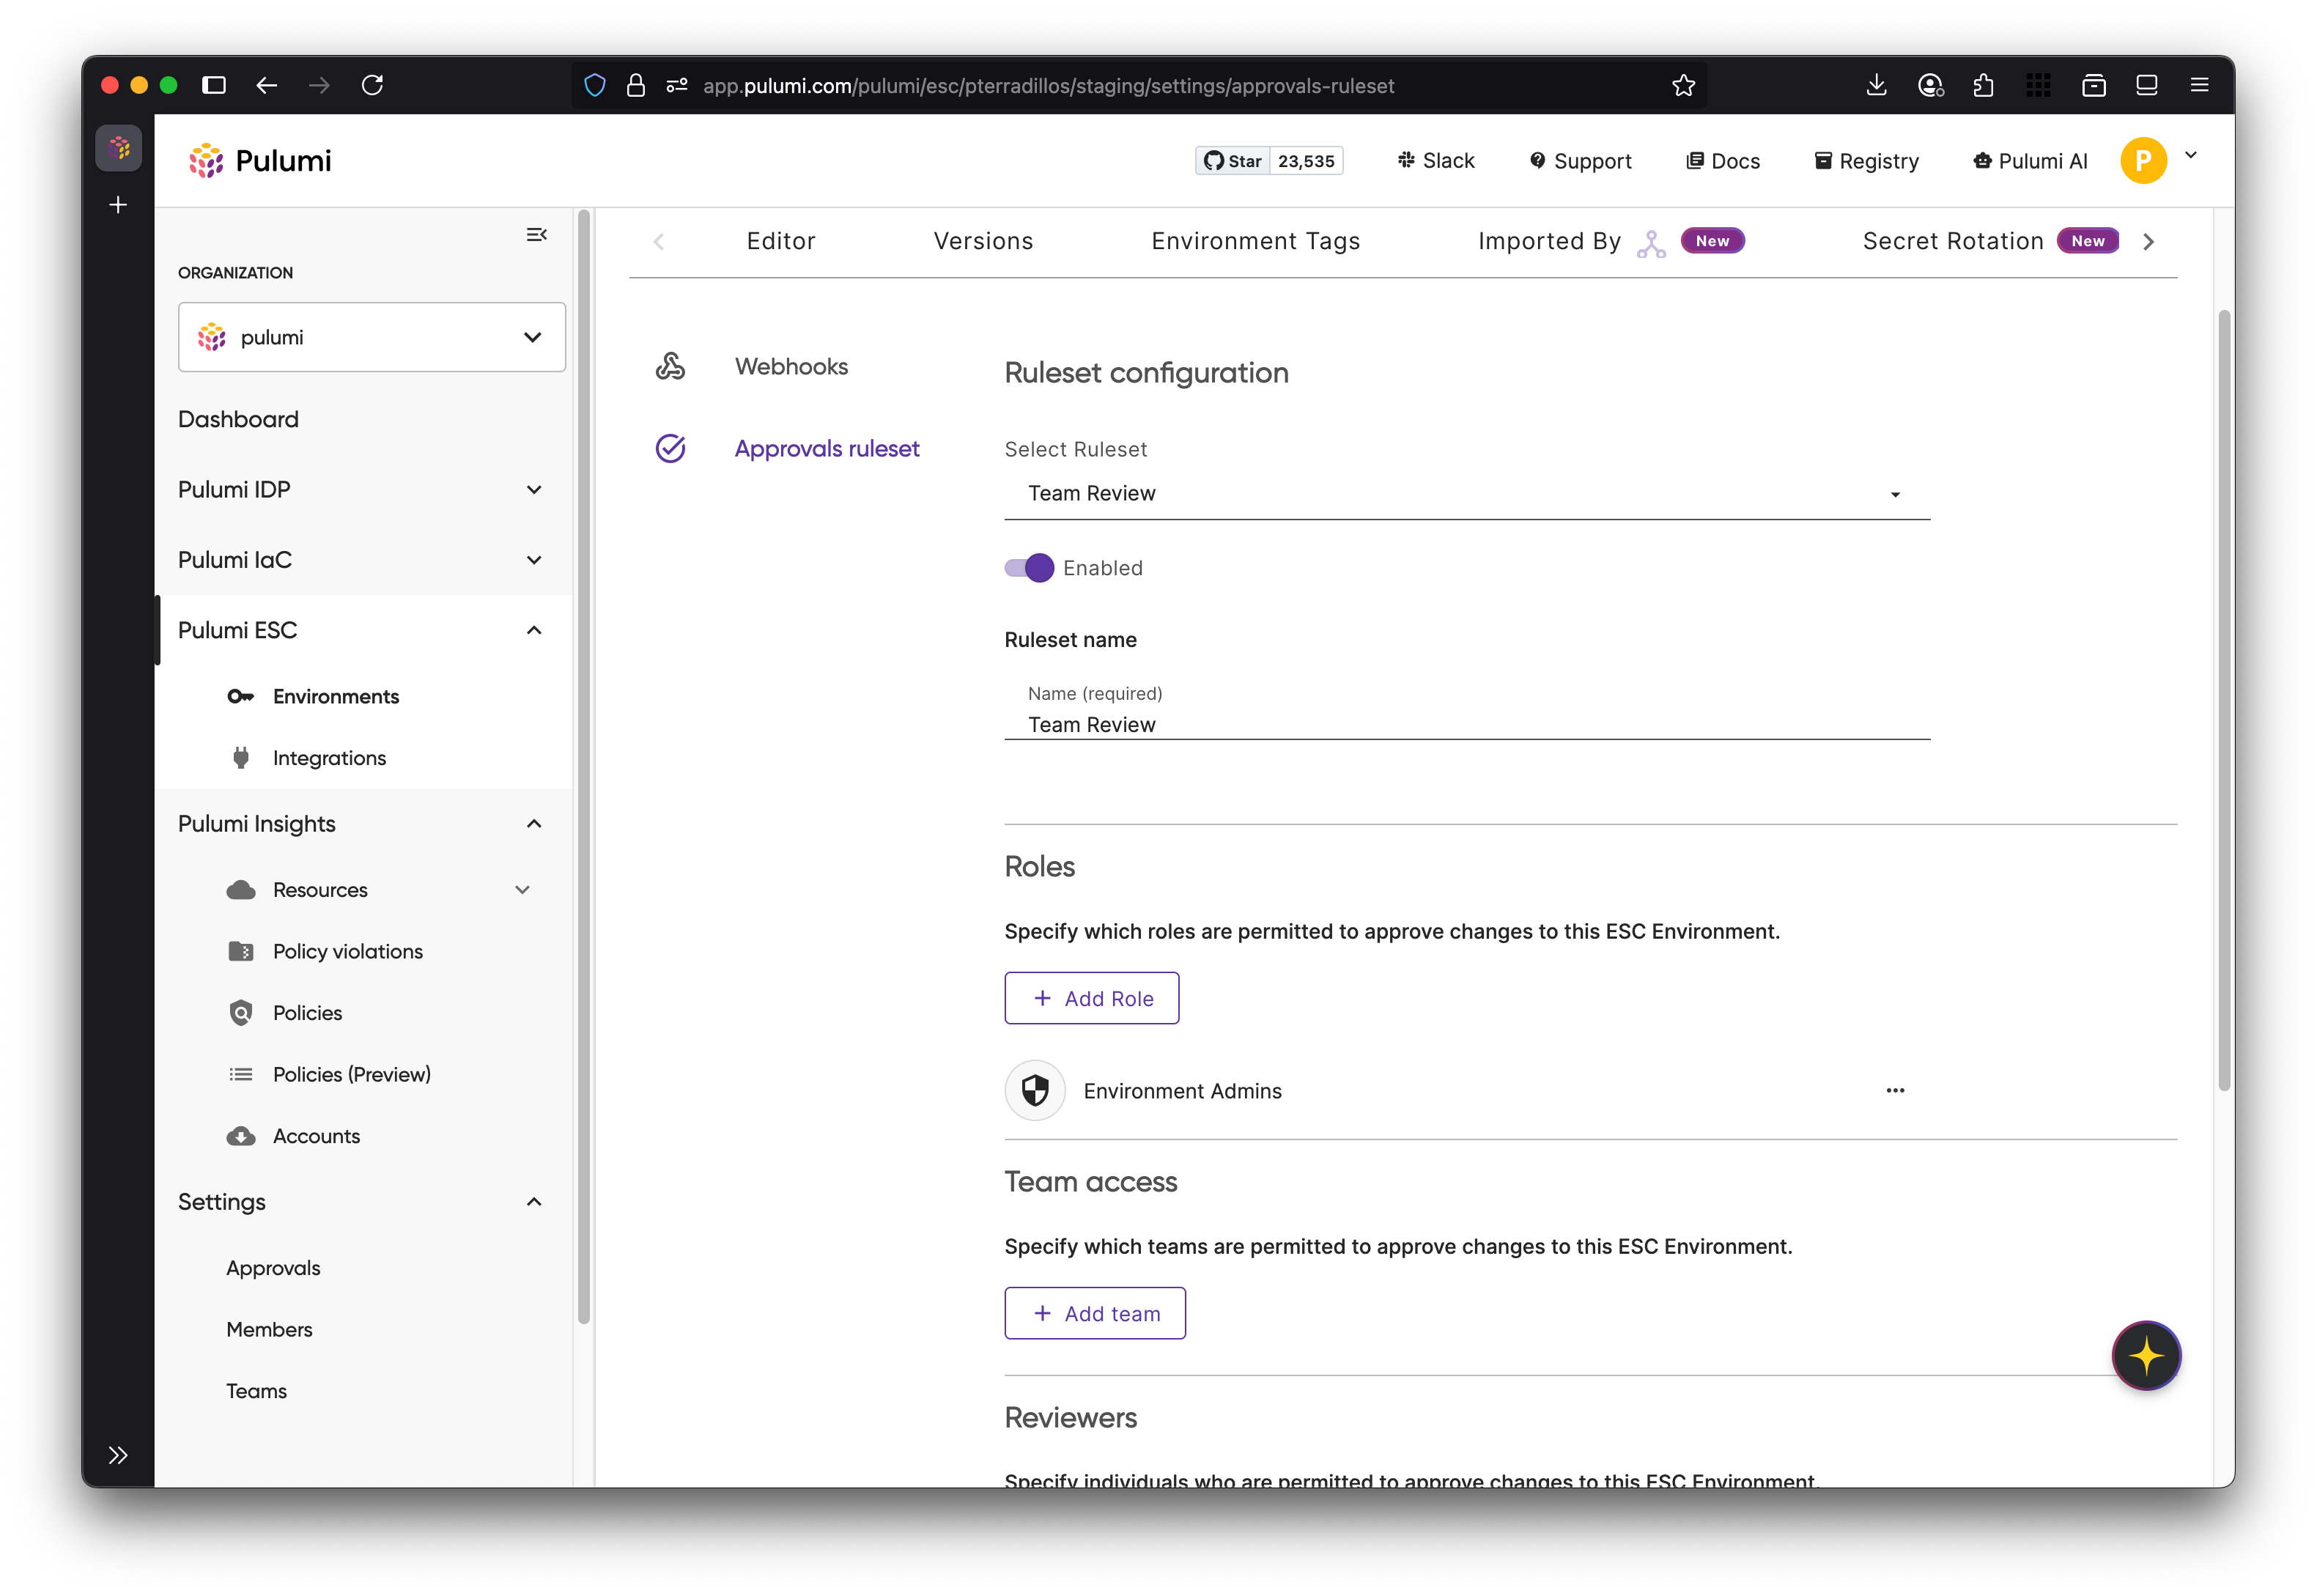 app.pulumi.com/pulumi/esc/pterradillos/staging/settings/approvals-ruleset
Pulumi
Star 23,535
Slack
Support
Docs
Registry
Pulumi AI
P
ORGANIZATION
pulumi
Dashboard
Pulumi IDP
Pulumi IaC
Pulumi ESC
Environments
Integrations
Pulumi Insights
Resources
Policy violations
Policies
Policies (Preview)
Accounts
Settings
Approvals
Members
Teams
Editor
Versions
Environment Tags
Imported By New
Secret Rotation New
Webhooks
Approvals ruleset
Ruleset configuration
Select Ruleset
Team Review
Enabled
Ruleset name
Name (required)
Team Review
Roles
Specify which roles are permitted to approve changes to this ESC Environment.
+ Add Role
Environment Admins
Team access
Specify which teams are permitted to approve changes to this ESC Environment.
+ Add team
Reviewers
Specify individuals who are permitted to approve changes to this ESC Environment.